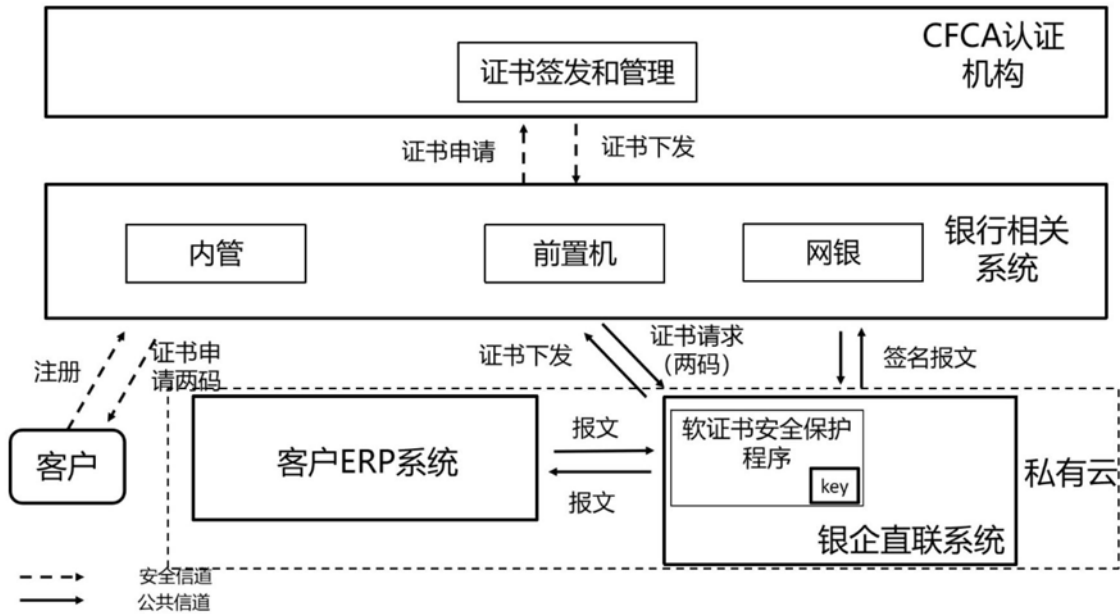 CFCA认证
机构
证书签发和管理
证书申请
证书下发
银行相关
系统
内管
前置机
网银
注册
证书申
请两码
证书下发
证书请求
(两码)
签名报文
客户
客户ERP系统
报文
报文
软证书安全保护
程序
key
私有云
银企直联系统
安全信道
公共信道